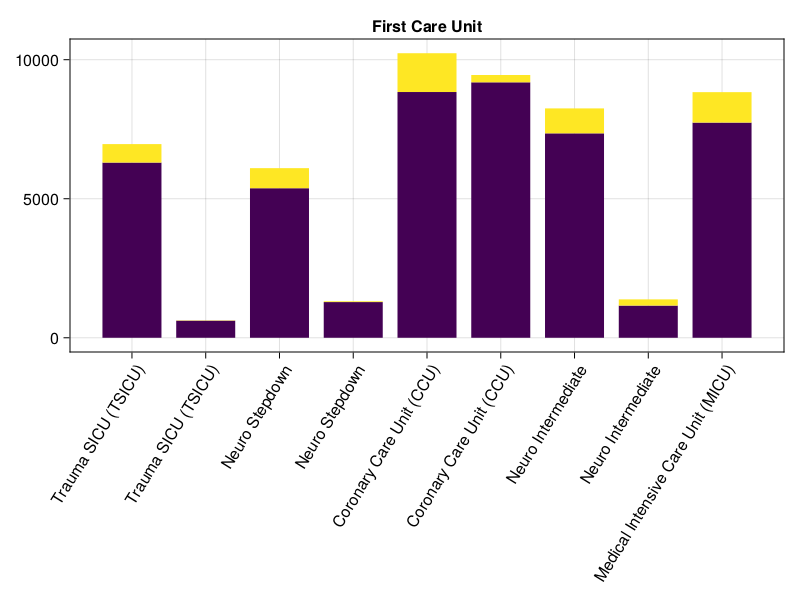 First Care Unit
10000
5000
0
Trauma SICU (TSICU)
Trauma SICU (TSICU)
Neuro Stepdown
Neuro Stepdown
Coronary Care Unit (CCU)
Coronary Care Unit (CCU)
Neuro Intermediate
Neuro Intermediate
Medical Intensive Care Unit (MICU)